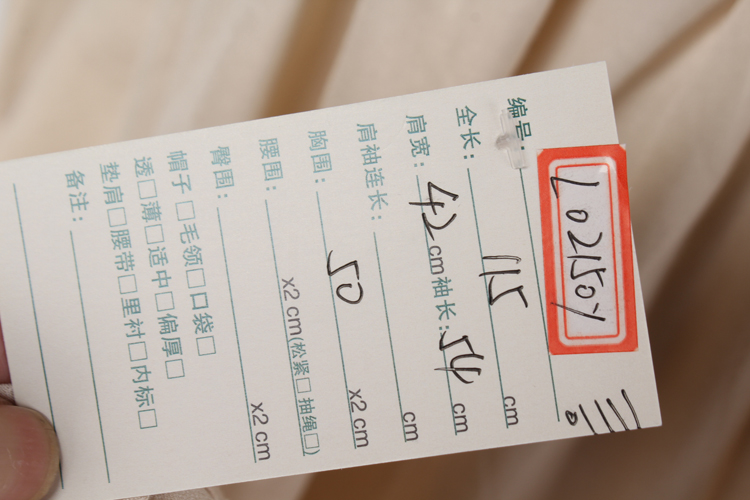 编号: L02150Y
全长: 115 cm
肩宽: 42 cm 袖长: 54 cm
肩袖连长: cm
胸围: 50 x2 cm
腰围: x2 cm(松紧□ 抽绳□)
臀围: x2 cm
帽子□ 毛领□ 口袋□
透□ 薄□ 适中□ 偏厚□
垫肩□ 腰带□ 里衬□ 内标□
备注: